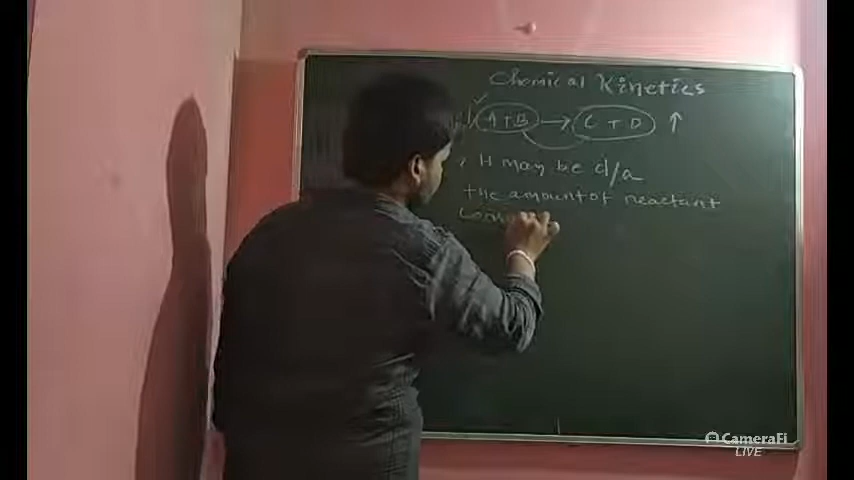 Chemical Kinetics
A+B → C + D ↑
H may be d/a
the amount of reactant
CameraFi
LIVE